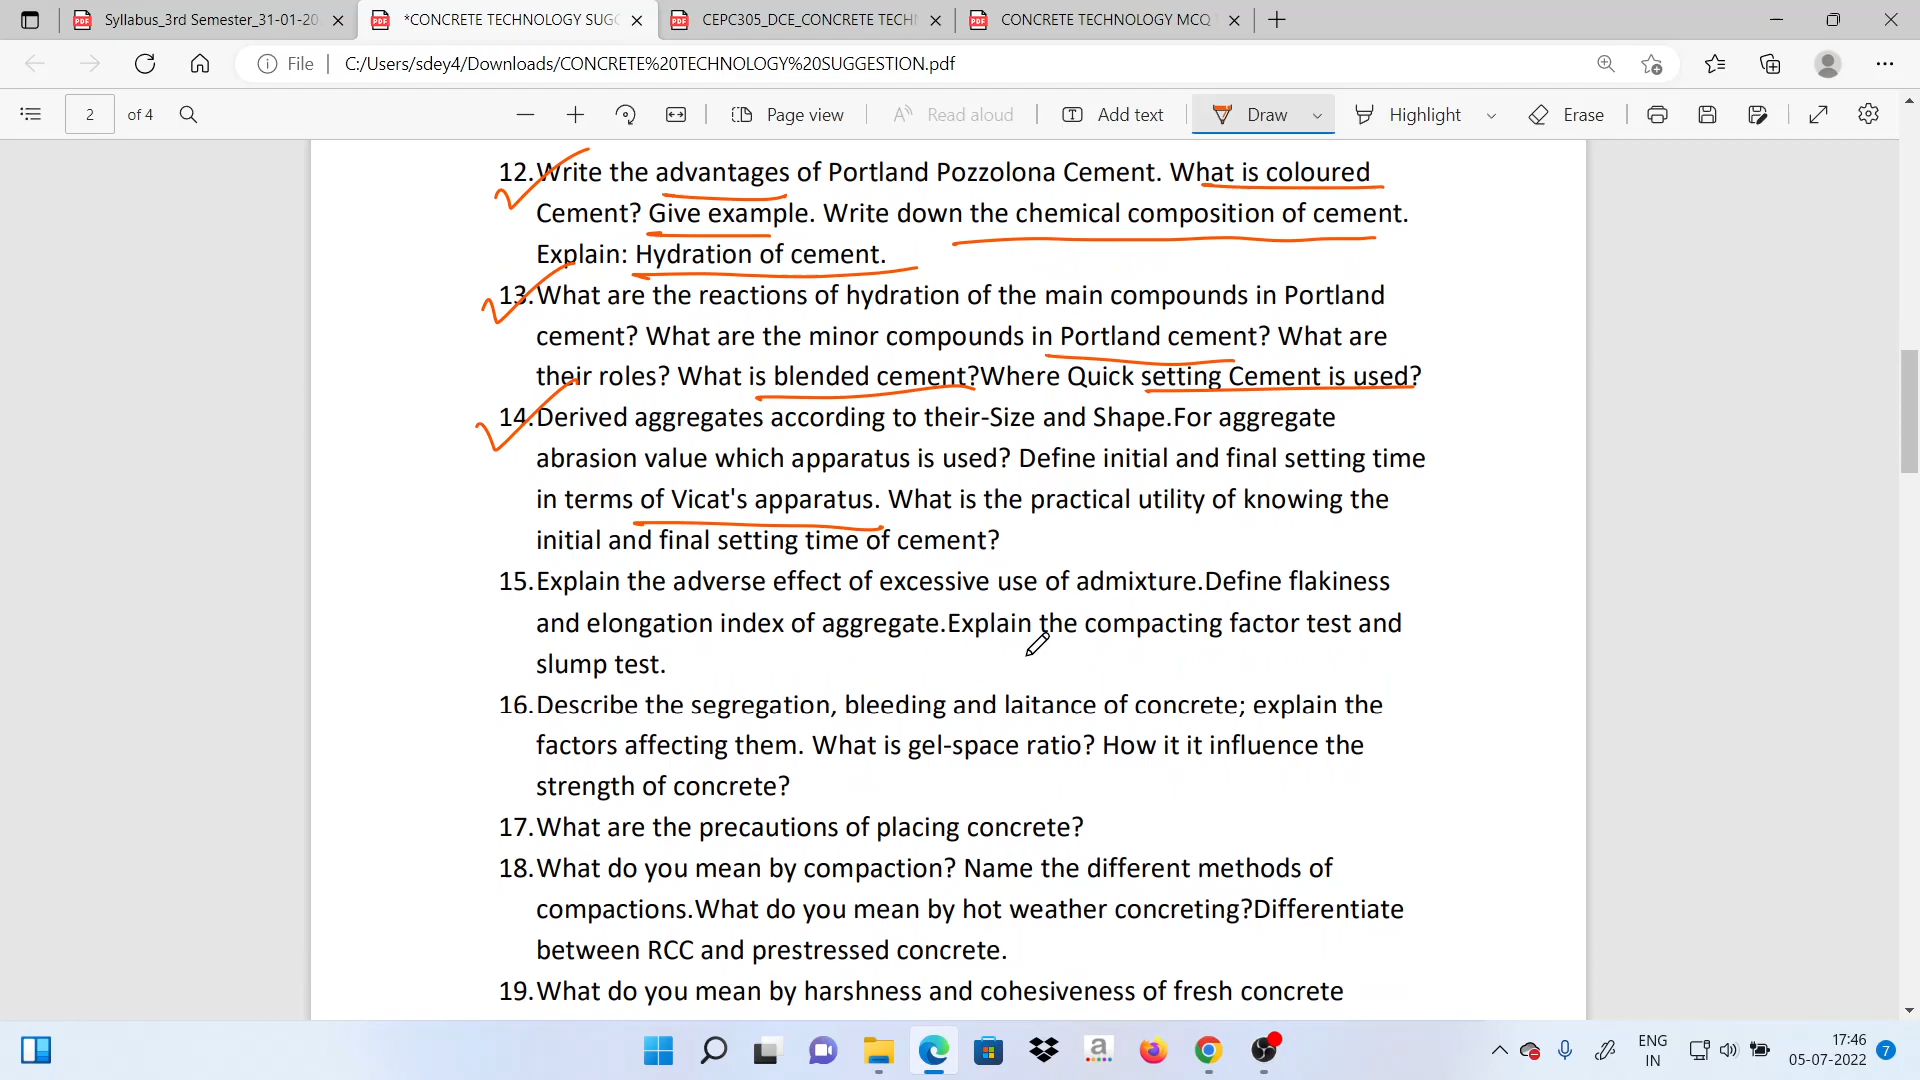 Syllabus_3rd Semester_31-01-20
*CONCRETE TECHNOLOGY SUGG
CEPC305_DCE_CONCRETE TECHN
CONCRETE TECHNOLOGY MCQ
File
C:/Users/sdey4/Downloads/CONCRETE%20TECHNOLOGY%20SUGGESTION.pdf
2 of 4
Page view
Read aloud
Add text
Draw
Highlight
Erase
12.Write the advantages of Portland Pozzolona Cement. What is coloured
Cement? Give example. Write down the chemical composition of cement.
Explain: Hydration of cement.
13.What are the reactions of hydration of the main compounds in Portland
cement? What are the minor compounds in Portland cement? What are
their roles? What is blended cement?Where Quick setting Cement is used?
14.Derived aggregates according to their-Size and Shape.For aggregate
abrasion value which apparatus is used? Define initial and final setting time
in terms of Vicat's apparatus. What is the practical utility of knowing the
initial and final setting time of cement?
15.Explain the adverse effect of excessive use of admixture.Define flakiness
and elongation index of aggregate.Explain the compacting factor test and
slump test.
16.Describe the segregation, bleeding and laitance of concrete; explain the
factors affecting them. What is gel-space ratio? How it it influence the
strength of concrete?
17.What are the precautions of placing concrete?
18.What do you mean by compaction? Name the different methods of
compactions.What do you mean by hot weather concreting?Differentiate
between RCC and prestressed concrete.
19.What do you mean by harshness and cohesiveness of fresh concrete
ENG
IN
17:46
05-07-2022
7